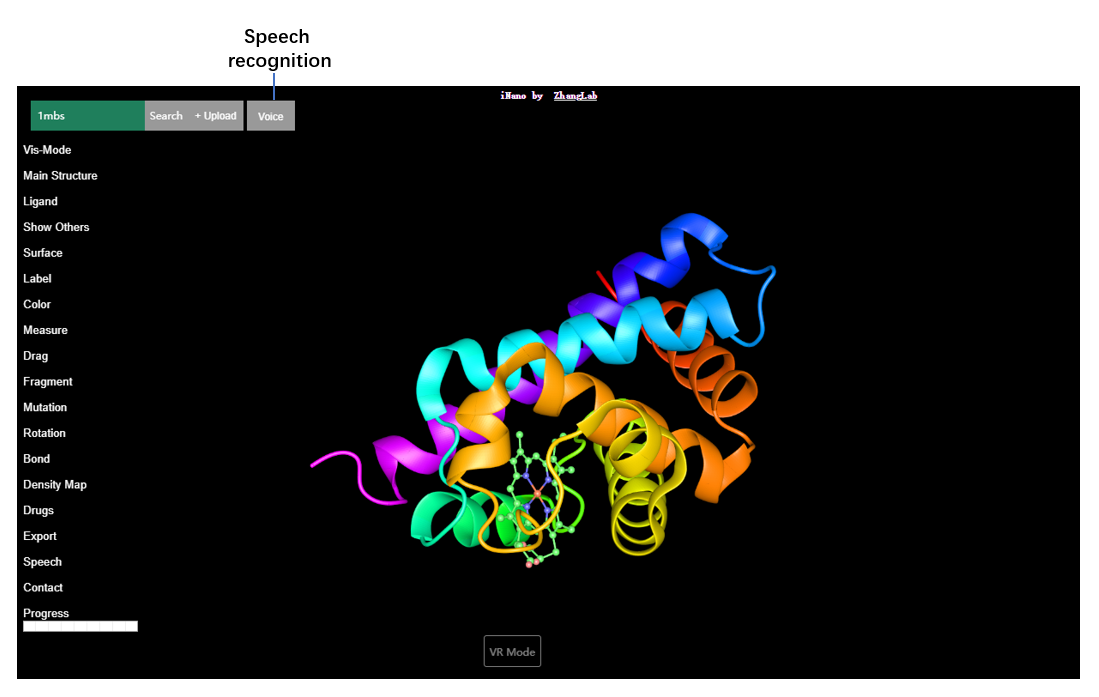 Speech
recognition
iNano by ZhangLab
1mbs Search + Upload Voice
Vis-Mode
Main Structure
Ligand
Show Others
Surface
Label
Color
Measure
Drag
Fragment
Mutation
Rotation
Bond
Density Map
Drugs
Export
Speech
Contact
Progress
VR Mode